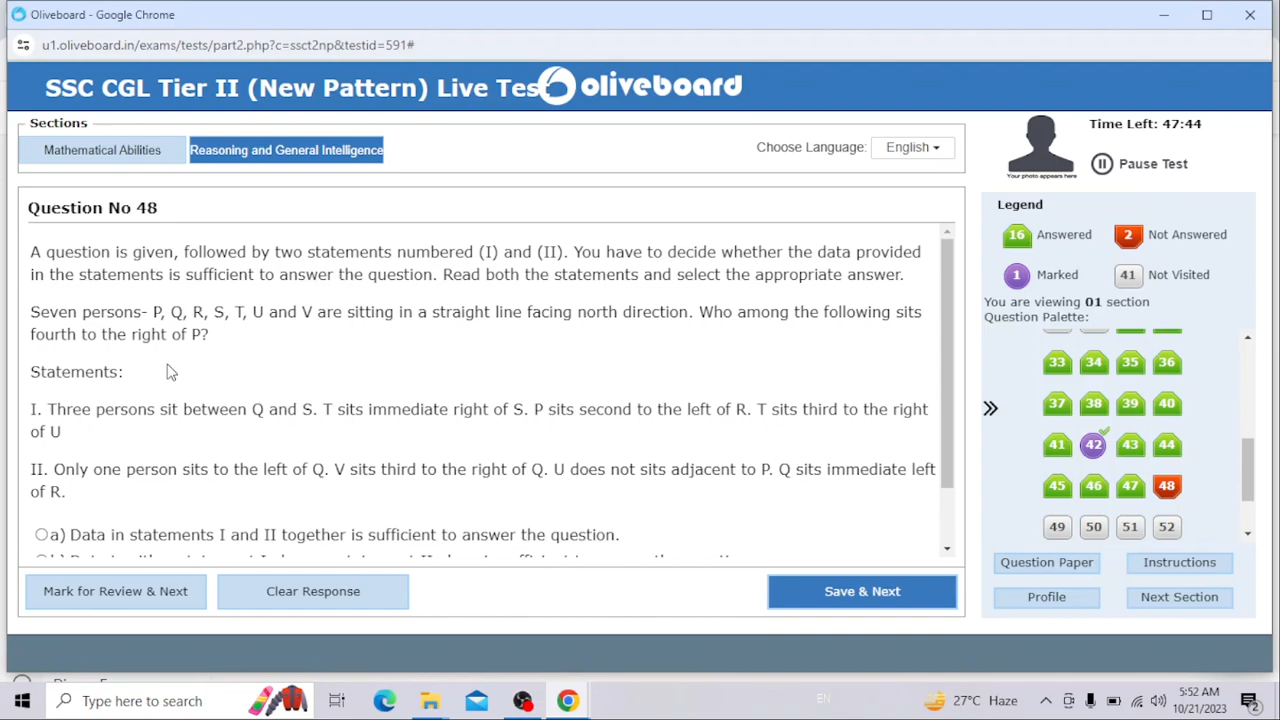 Oliveboard - Google Chrome
u1.oliveboard.in/exams/tests/part2.php?c=ssct2np&testid=591#
SSC CGL Tier II (New Pattern) Live Tes
oliveboard
Sections
Mathematical Abilities
Reasoning and General Intelligence
Choose Language: English
Your photo appears here
Time Left: 47:44
Pause Test
Question No 48
A question is given, followed by two statements numbered (I) and (II). You have to decide whether the data provided
in the statements is sufficient to answer the question. Read both the statements and select the appropriate answer.
Seven persons- P, Q, R, S, T, U and V are sitting in a straight line facing north direction. Who among the following sits
fourth to the right of P?
Statements:
I. Three persons sit between Q and S. T sits immediate right of S. P sits second to the left of R. T sits third to the right
of U
II. Only one person sits to the left of Q. V sits third to the right of Q. U does not sits adjacent to P. Q sits immediate left
of R.
a) Data in statements I and II together is sufficient to answer the question.
Mark for Review & Next
Clear Response
Save & Next
Legend
16 Answered 2 Not Answered
1 Marked 41 Not Visited
You are viewing 01 section
Question Palette:
33 34 35 36
37 38 39 40
41 42 43 44
45 46 47 48
49 50 51 52
Question Paper Instructions
Profile Next Section
Type here to search
EN
27°C Haze
5:52 AM
10/21/2023
2